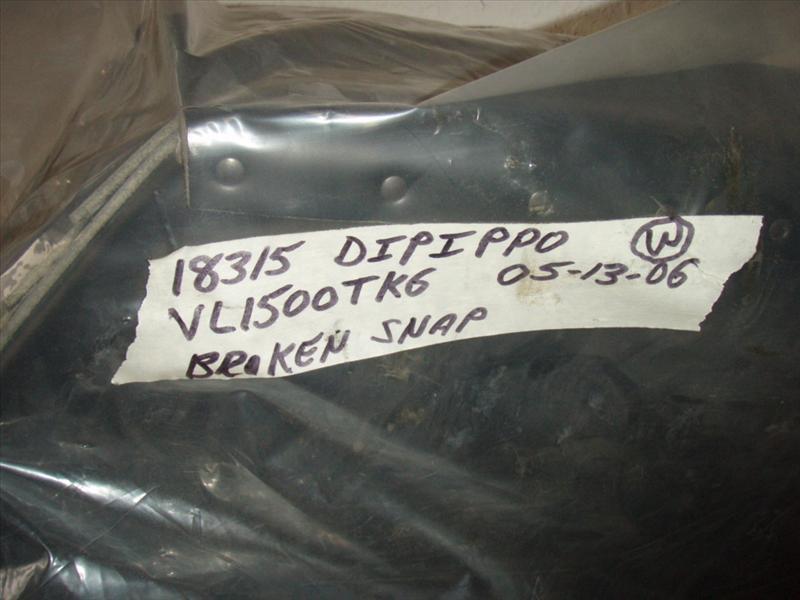 18315 DIPIPPO W
VL1500TK6 05-13-06
BROKEN SNAP